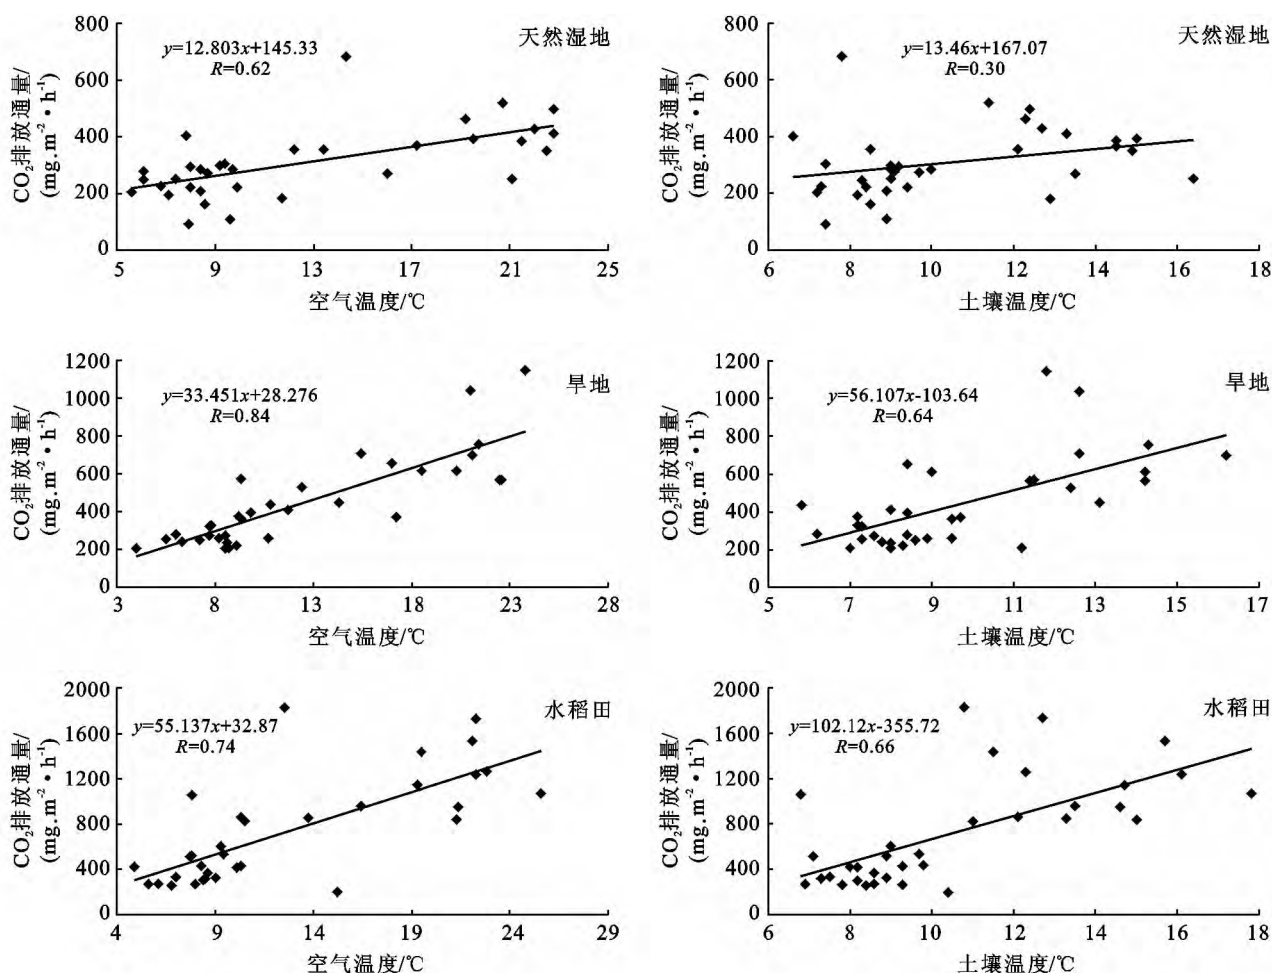 800
600
400
200
0
CO₂排放通量/
(mg.m⁻²·h⁻¹)
y=12.803x+145.33
R=0.62
天然湿地
5
9
13
17
21
25
空气温度/℃
800
600
400
200
0
CO₂排放通量/
(mg.m⁻²·h⁻¹)
y=13.46x+167.07
R=0.30
天然湿地
6
8
10
12
14
16
18
土壤温度/℃
1200
1000
800
600
400
200
0
CO₂排放通量/
(mg.m⁻²·h⁻¹)
y=33.451x+28.276
R=0.84
旱地
3
8
13
18
23
28
空气温度/℃
1200
1000
800
600
400
200
0
CO₂排放通量/
(mg.m⁻²·h⁻¹)
y=56.107x-103.64
R=0.64
旱地
5
7
9
11
13
15
17
土壤温度/℃
2000
1600
1200
800
400
0
CO₂排放通量/
(mg.m⁻²·h⁻¹)
y=55.137x+32.87
R=0.74
水稻田
4
9
14
19
24
29
空气温度/℃
2000
1600
1200
800
400
0
CO₂排放通量/
(mg.m⁻²·h⁻¹)
y=102.12x-355.72
R=0.66
水稻田
6
8
10
12
14
16
18
土壤温度/℃